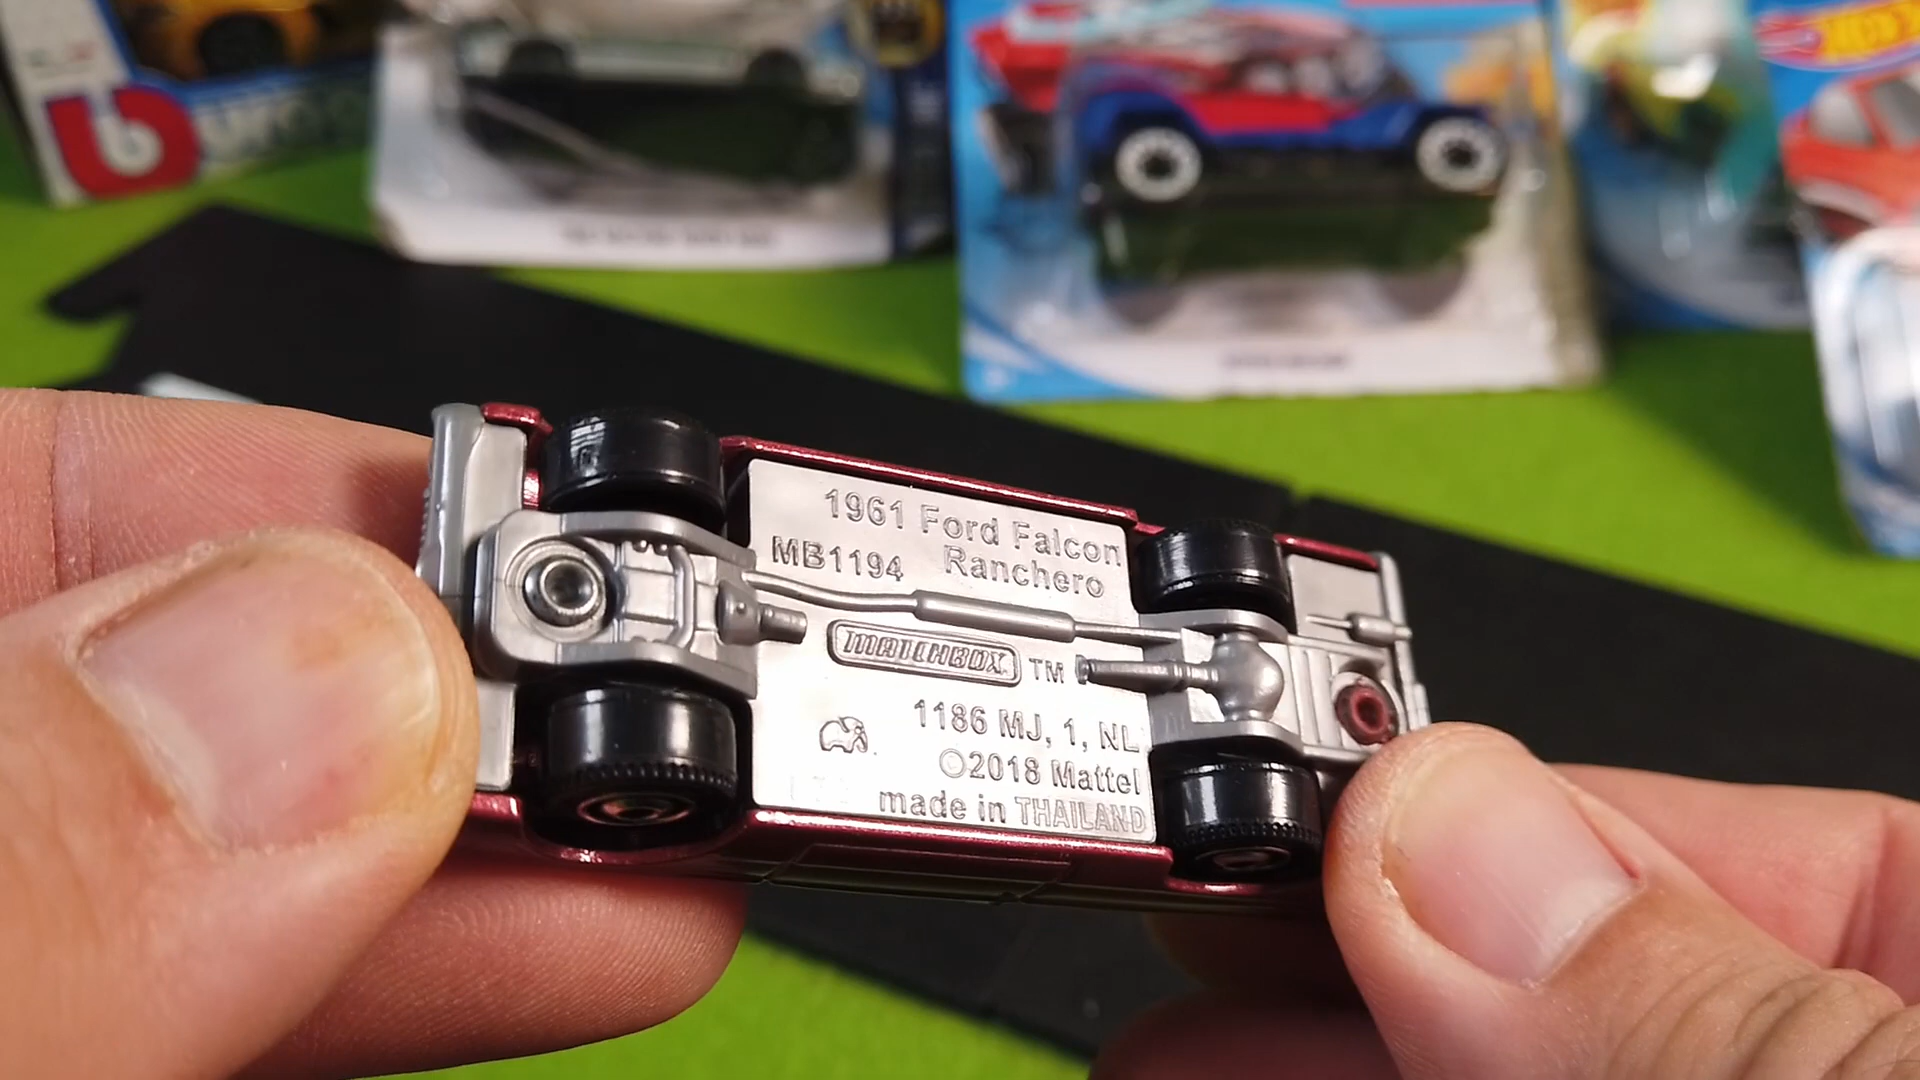 b
1961 Ford Falcon
MB1194 Ranchero
MATCHBOX TM
1186 MJ, 1, NL
©2018 Mattel
made in THAILAND